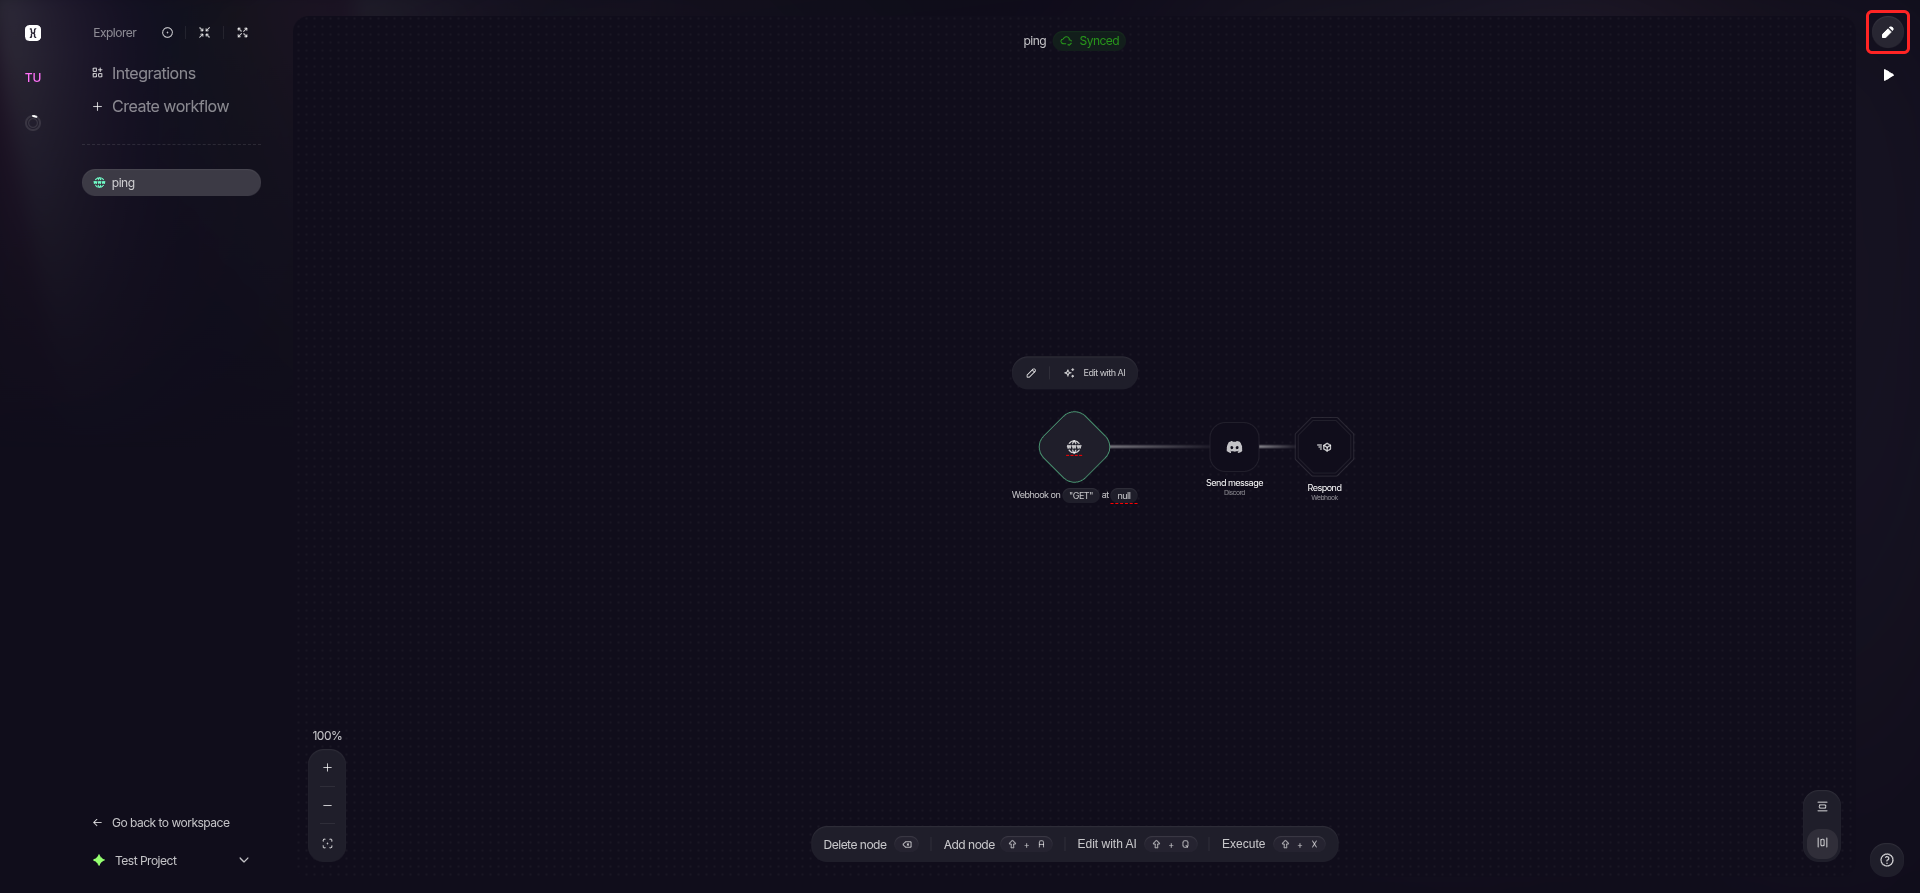 Explorer
TU
Integrations
Create workflow
ping
ping Synced
Edit with AI
Webhook on "GET" at null
Send message
Discord
Respond
Webhook
100%
Go back to workspace
Test Project
Delete node Add node + A Edit with AI + Q Execute + X